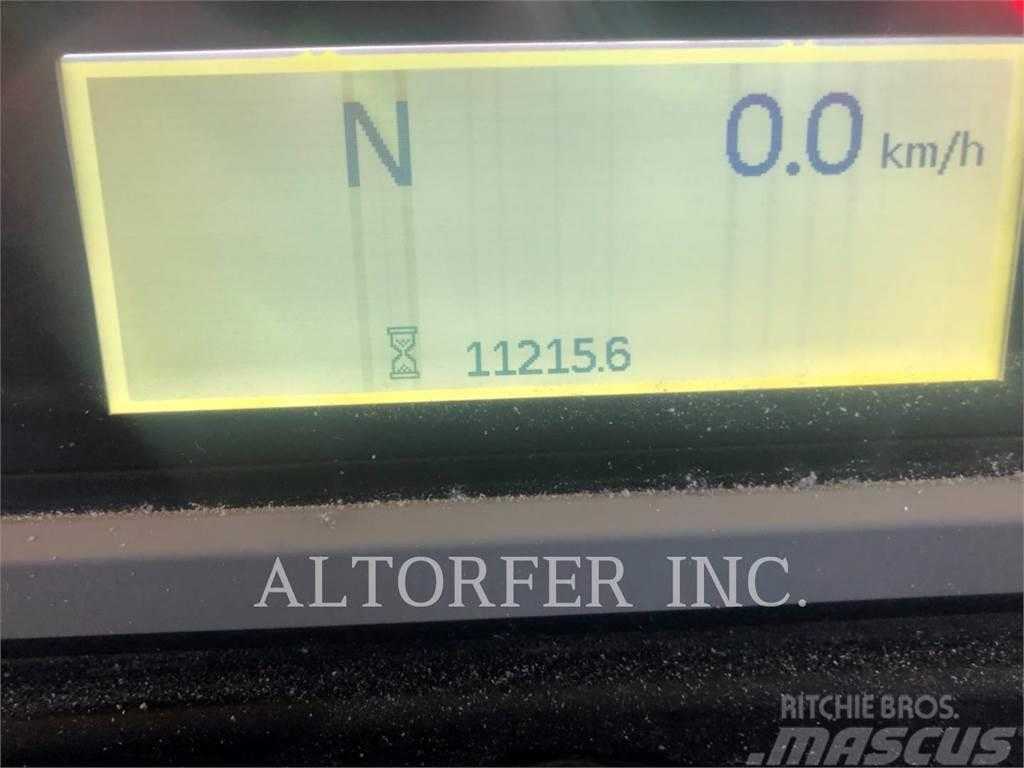 N 0.0 km/h
11215.6
ALTORFER INC.
RITCHIE BROS.
MASCUS